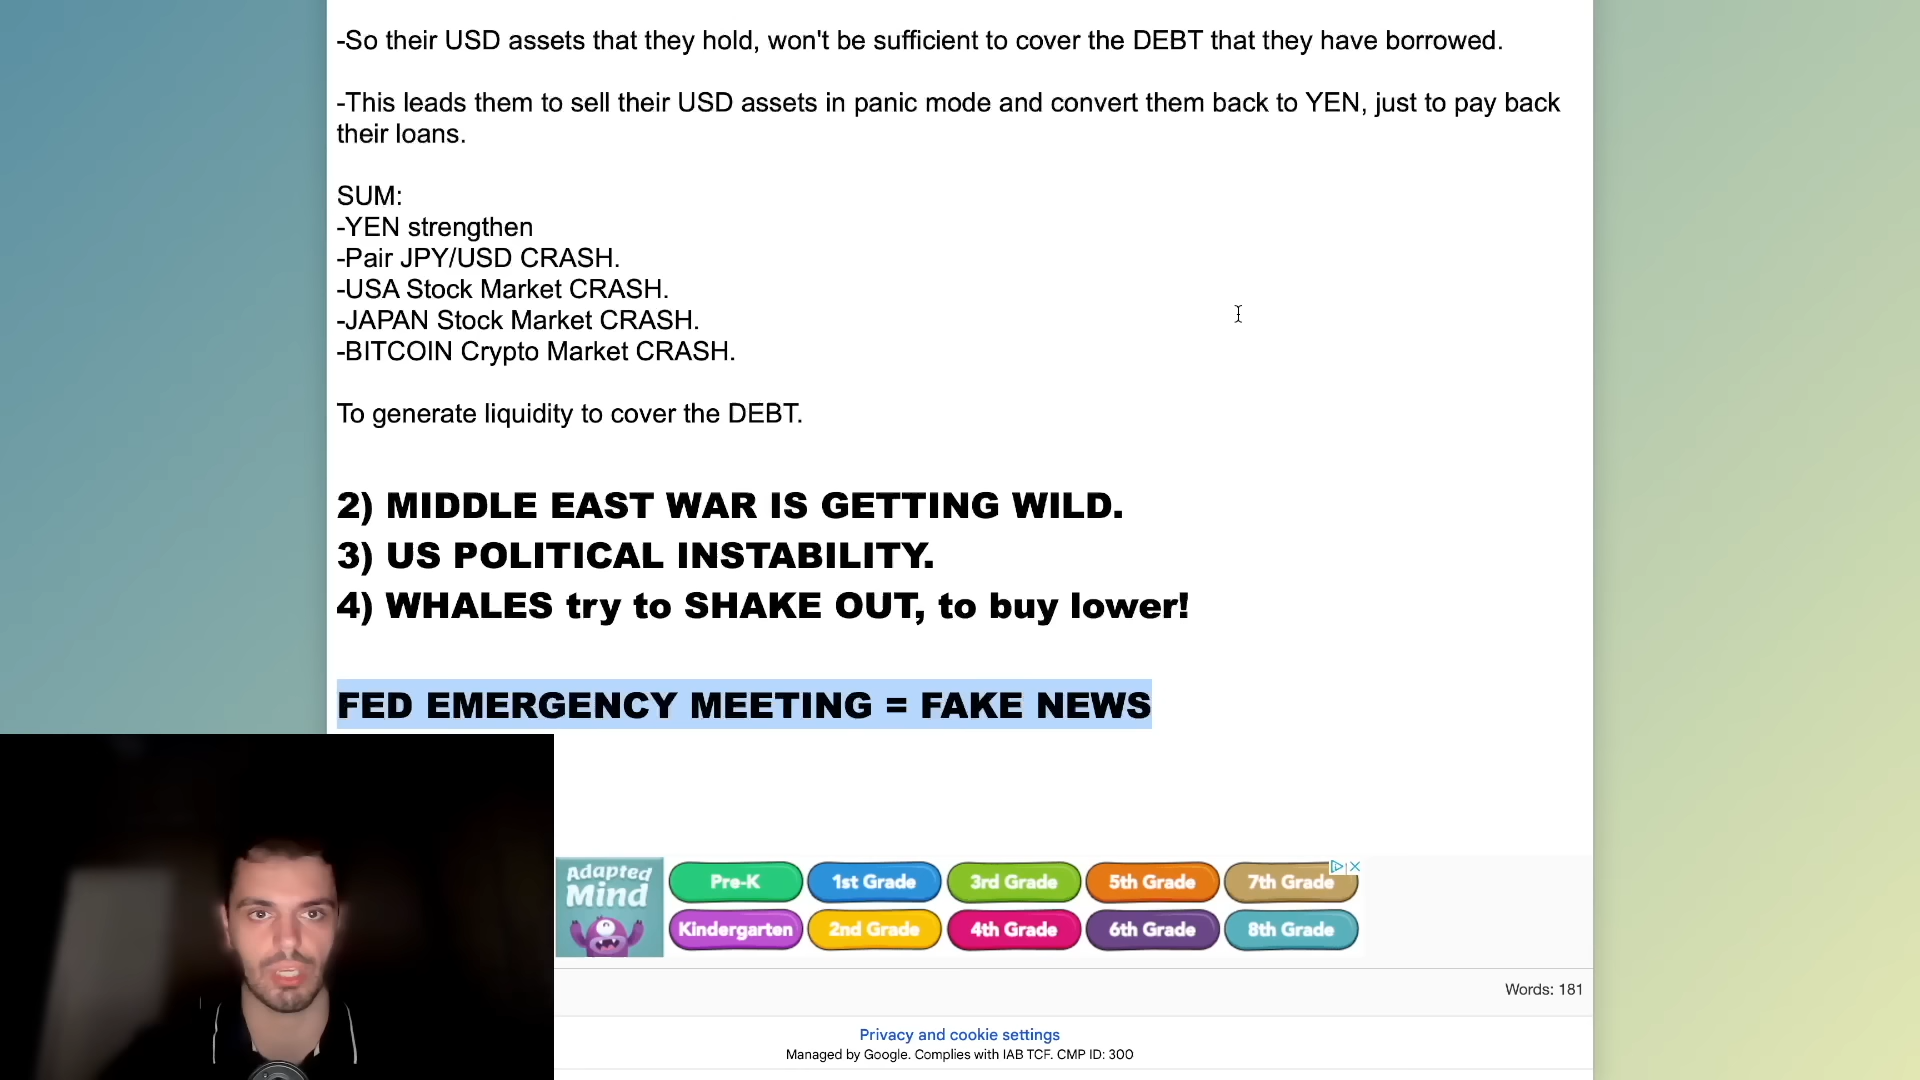 -So their USD assets that they hold, won't be sufficient to cover the DEBT that they have borrowed.
-This leads them to sell their USD assets in panic mode and convert them back to YEN, just to pay back
their loans.
SUM:
-YEN strengthen
-Pair JPY/USD CRASH.
-USA Stock Market CRASH.
-JAPAN Stock Market CRASH.
-BITCOIN Crypto Market CRASH.
To generate liquidity to cover the DEBT.
2) MIDDLE EAST WAR IS GETTING WILD.
3) US POLITICAL INSTABILITY.
4) WHALES try to SHAKE OUT, to buy lower!
FED EMERGENCY MEETING = FAKE NEWS
Adapted
Mind
Pre-K
1st Grade
3rd Grade
5th Grade
7th Grade
Kindergarten
2nd Grade
4th Grade
6th Grade
8th Grade
Words: 181
Privacy and cookie settings
Managed by Google. Complies with IAB TCF. CMP ID: 300